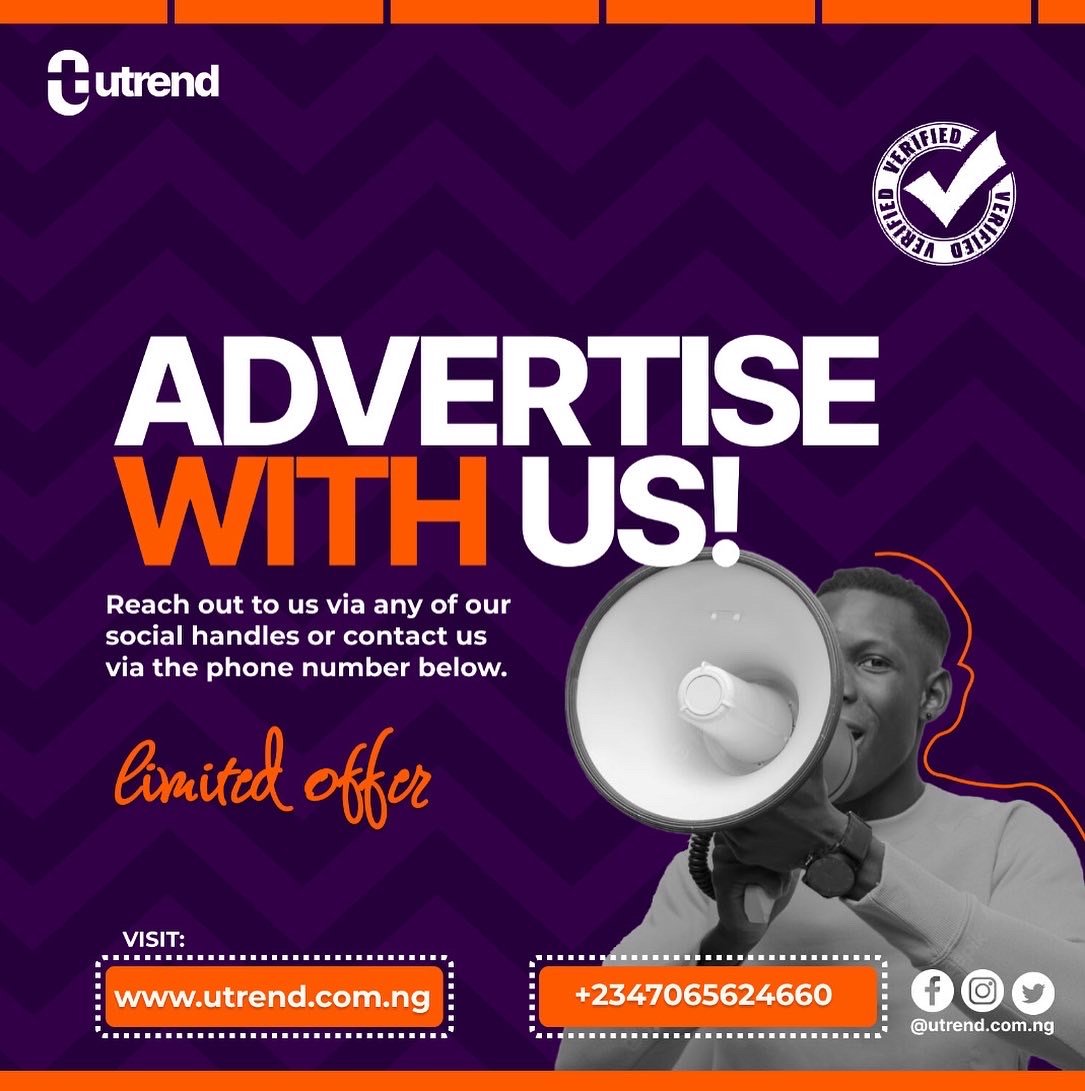 utrend
VERIFIED VERIFIED VERIFIED VERIFIED
ADVERTISE
WITH US!
Reach out to us via any of our
social handles or contact us
via the phone number below.
limited offer
VISIT:
www.utrend.com.ng
+2347065624660
@utrend.com.ng